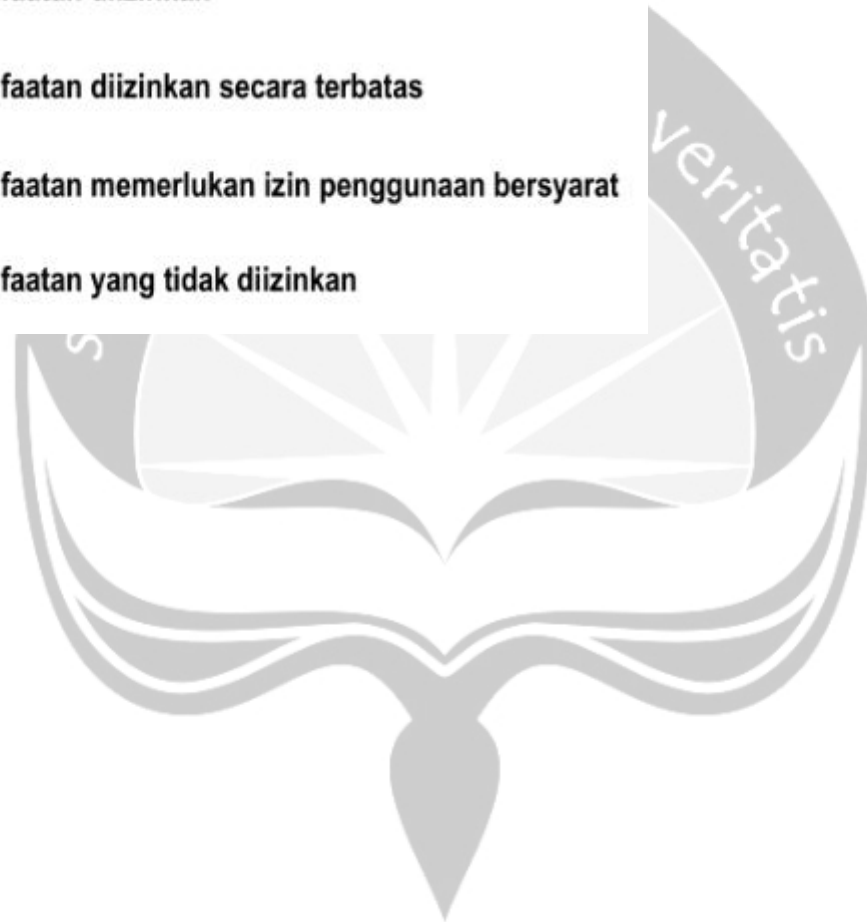 faatan diizinkan secara terbatas
faatan memerlukan izin penggunaan bersyarat
faatan yang tidak diizinkan
veritatis
s